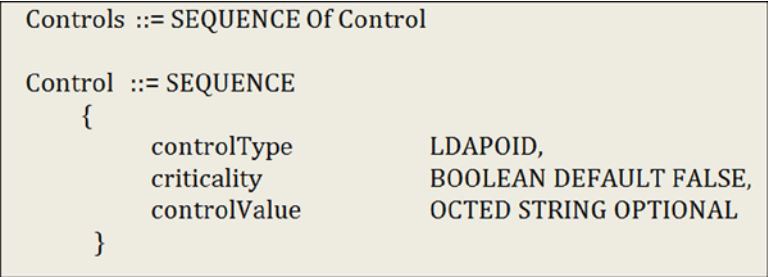 Controls ::= SEQUENCE Of Control
Control ::= SEQUENCE
{
controlType LDAPOID,
criticality BOOLEAN DEFAULT FALSE,
controlValue OCTED STRING OPTIONAL
}